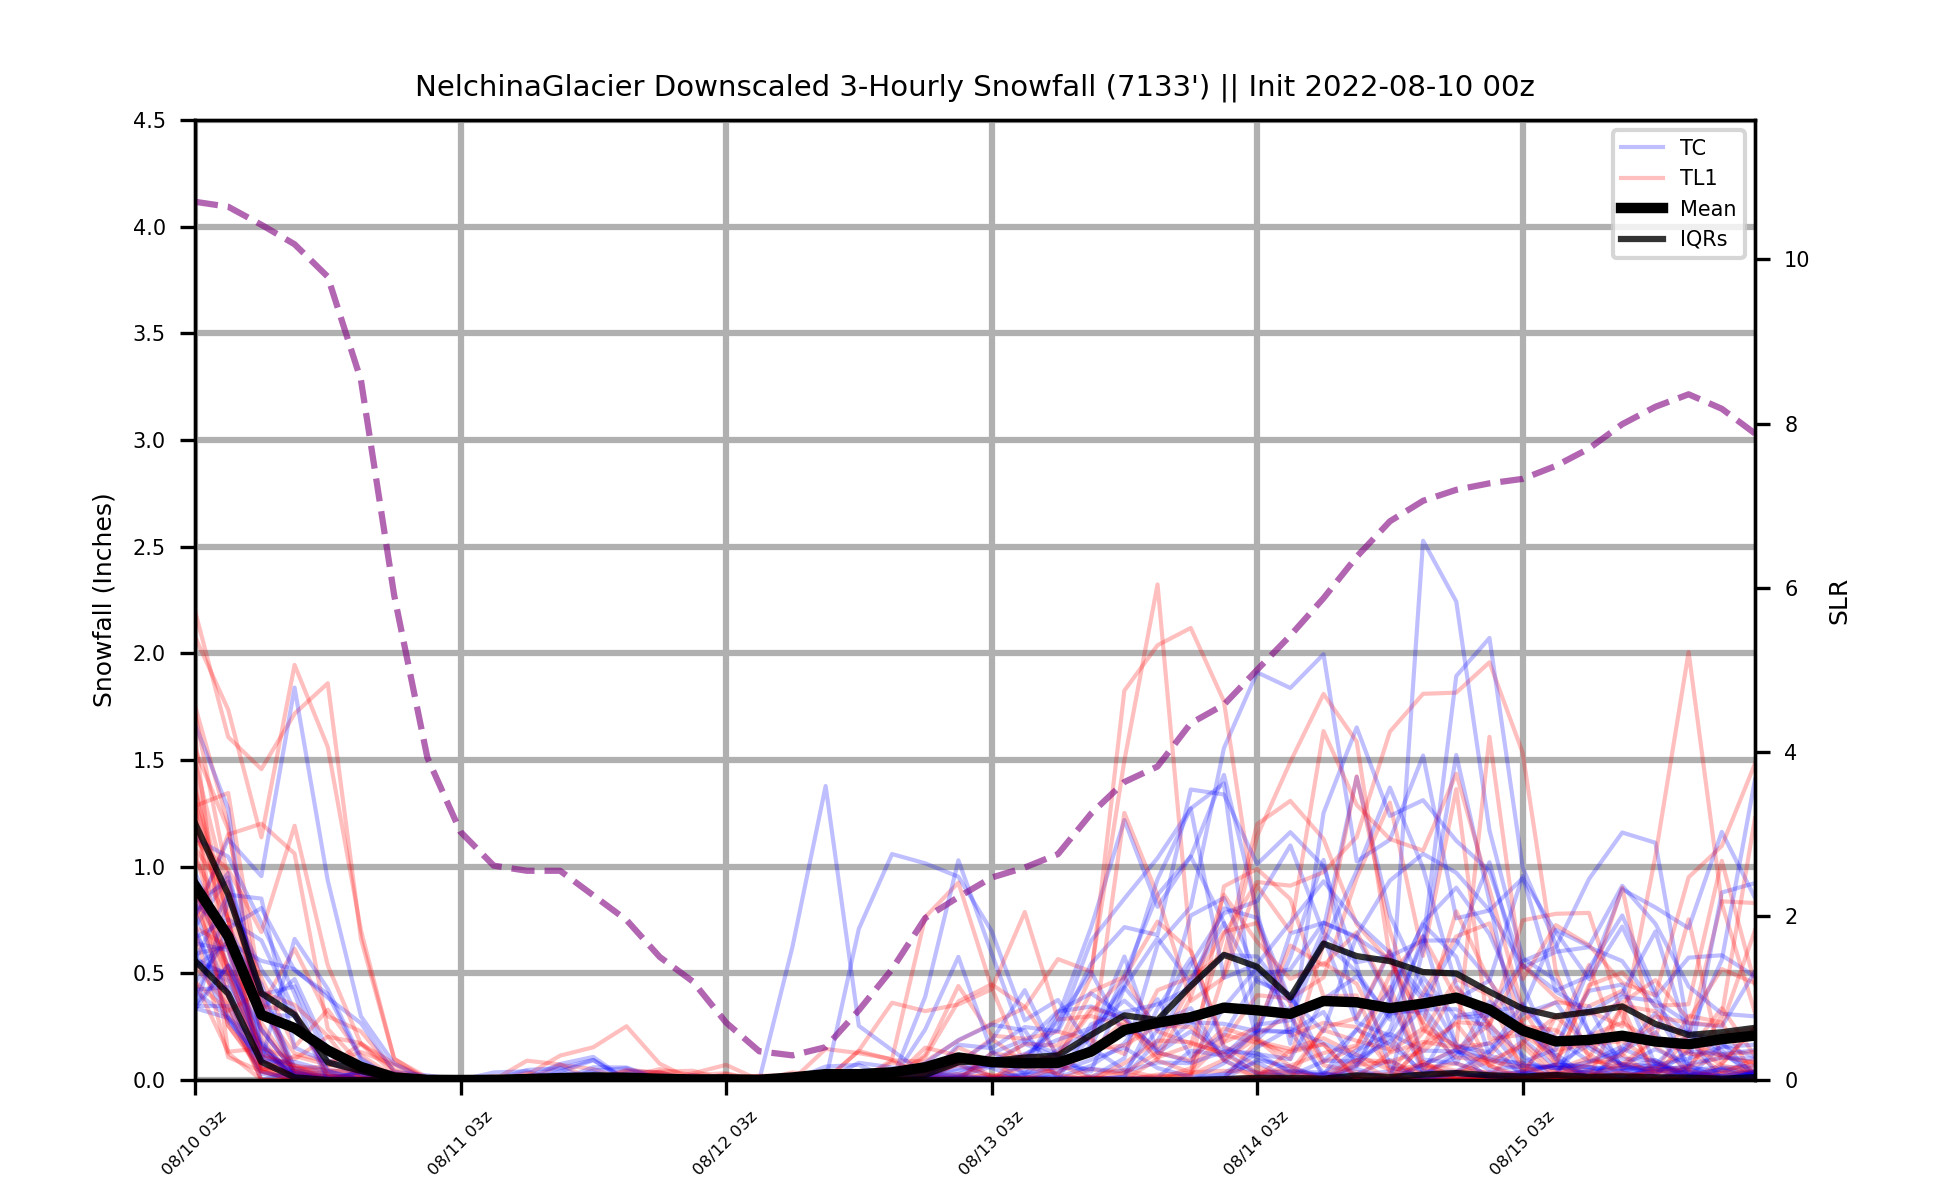 NelchinaGlacier Downscaled 3-Hourly Snowfall (7133') || Init 2022-08-10 00z
TC
TL1
Mean
IQRs
Snowfall (Inches)
4.5
4.0
3.5
3.0
2.5
2.0
1.5
1.0
0.5
0.0
10
8
6
4
2
0
SLR
08/10 03z
08/11 03z
08/12 03z
08/13 03z
08/14 03z
08/15 03z